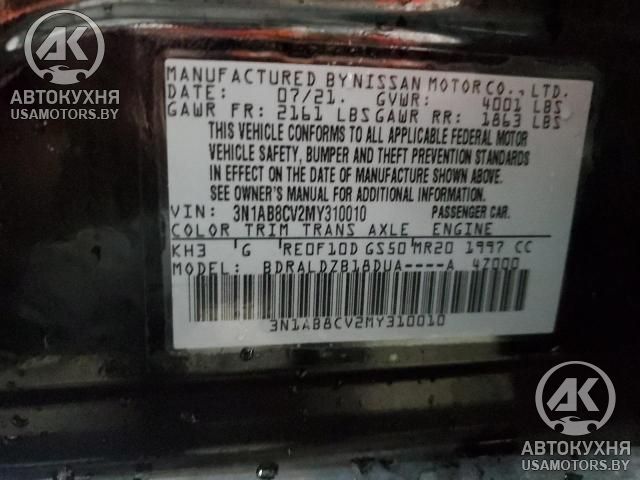 MANUFACTURED BY NISSAN MOTOR CO., LTD.
DATE: 07/21. GVWR: 4001 LBS
GAWR FR: 2161 LBS GAWR RR: 1863 LBS
THIS VEHICLE CONFORMS TO ALL APPLICABLE FEDERAL MOTOR
VEHICLE SAFETY, BUMPER AND THEFT PREVENTION STANDARDS
IN EFFECT ON THE DATE OF MANUFACTURE SHOWN ABOVE.
SEE OWNER'S MANUAL FOR ADDITIONAL INFORMATION.
VIN: 3N1AB8CV2MY310010 PASSENGER CAR.
COLOR TRIM TRANS AXLE ENGINE
KH3 G RE0F10D GS50 MR20 1997 CC
MODEL: BDRALDZB18DUA----A 4Z000
3N1AB8CV2MY310010
AK
АВТОКУХНЯ
USAMOTORS.BY
AK
АВТОКУХНЯ
USAMOTORS.BY